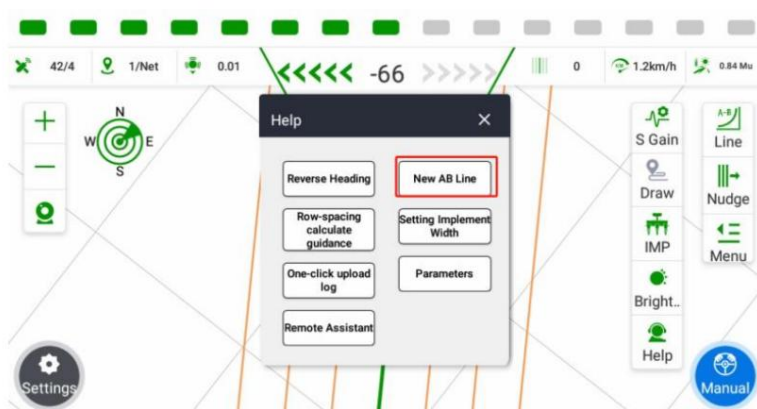 42/4
1/Net
0.01
-66
0
1.2km/h
0.84 Mu
N
W
E
S
Help
Reverse Heading
New AB Line
Row-spacing
calculate
guidance
Setting Implement
Width
One-click upload
log
Parameters
Remote Assistant
S Gain
Draw
IMP
Bright..
Help
A-B
Line
Nudge
Menu
Settings
Manual